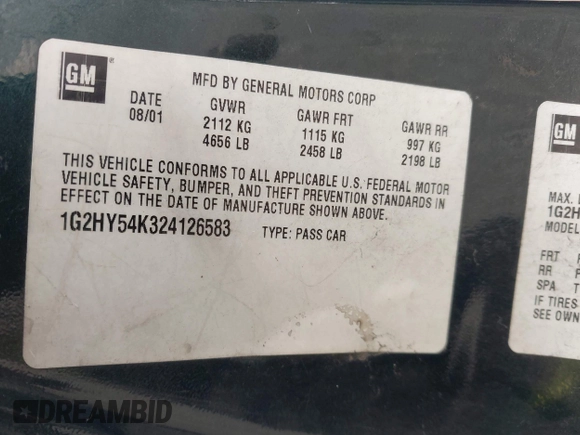 GM
MFD BY GENERAL MOTORS CORP
DATE GVWR GAWR FRT GAWR RR
08/01 2112 KG 1115 KG 997 KG
4656 LB 2458 LB 2198 LB
THIS VEHICLE CONFORMS TO ALL APPLICABLE U.S. FEDERAL MOTOR
VEHICLE SAFETY, BUMPER, AND THEFT PREVENTION STANDARDS IN
EFFECT ON THE DATE OF MANUFACTURE SHOWN ABOVE.
1G2HY54K324126583 TYPE: PASS CAR
GM
MAX.
1G2H
MODEL
FRT
RR
SPA
IF TIRES
SEE OWN
DREAMBID